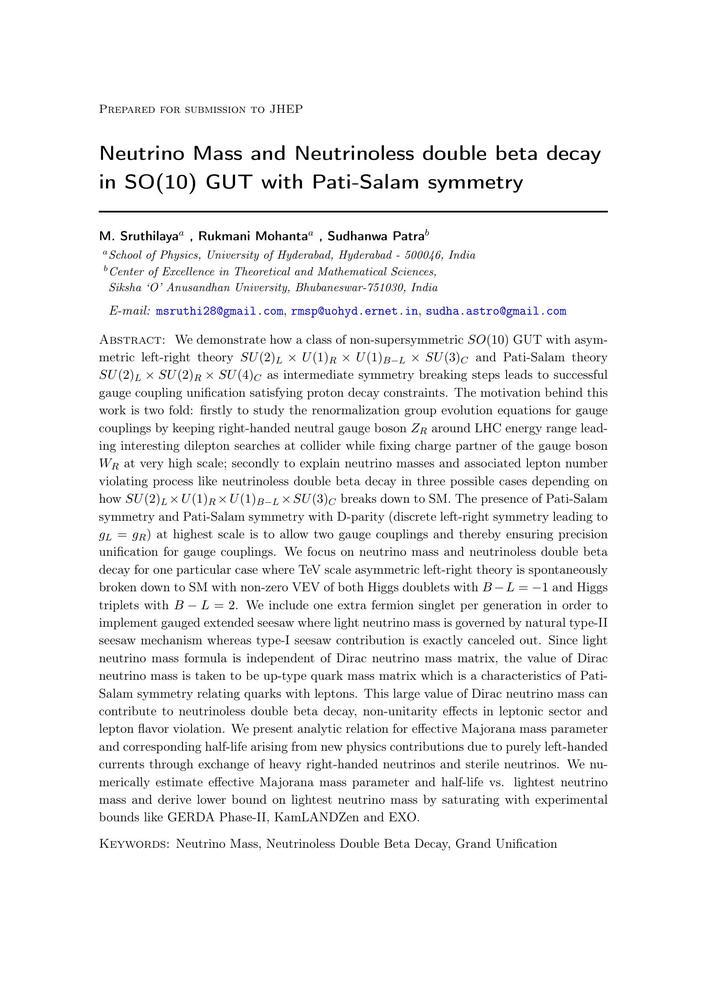 Prepared for submission to JHEP
Neutrino Mass and Neutrinoless double beta decay
in SO(10) GUT with Pati-Salam symmetry
M. Sruthilayaᵃ , Rukmani Mohantaᵃ , Sudhanwa Patraᵇ
ᵃSchool of Physics, University of Hyderabad, Hyderabad - 500046, India
ᵇCenter of Excellence in Theoretical and Mathematical Sciences,
Siksha ‘O’ Anusandhan University, Bhubaneswar-751030, India
E-mail: msruthi28@gmail.com, rmsp@uohyd.ernet.in, sudha.astro@gmail.com
Abstract: We demonstrate how a class of non-supersymmetric SO(10) GUT with asym-
metric left-right theory SU(2)_L × U(1)_R × U(1)_{B−L} × SU(3)_C and Pati-Salam theory
SU(2)_L × SU(2)_R × SU(4)_C as intermediate symmetry breaking steps leads to successful
gauge coupling unification satisfying proton decay constraints. The motivation behind this
work is two fold: firstly to study the renormalization group evolution equations for gauge
couplings by keeping right-handed neutral gauge boson Z_R around LHC energy range lead-
ing interesting dilepton searches at collider while fixing charge partner of the gauge boson
W_R at very high scale; secondly to explain neutrino masses and associated lepton number
violating process like neutrinoless double beta decay in three possible cases depending on
how SU(2)_L×U(1)_R×U(1)_{B−L}×SU(3)_C breaks down to SM. The presence of Pati-Salam
symmetry and Pati-Salam symmetry with D-parity (discrete left-right symmetry leading to
g_L = g_R) at highest scale is to allow two gauge couplings and thereby ensuring precision
unification for gauge couplings. We focus on neutrino mass and neutrinoless double beta
decay for one particular case where TeV scale asymmetric left-right theory is spontaneously
broken down to SM with non-zero VEV of both Higgs doublets with B−L = −1 and Higgs
triplets with B − L = 2. We include one extra fermion singlet per generation in order to
implement gauged extended seesaw where light neutrino mass is governed by natural type-II
seesaw mechanism whereas type-I seesaw contribution is exactly canceled out. Since light
neutrino mass formula is independent of Dirac neutrino mass matrix, the value of Dirac
neutrino mass is taken to be up-type quark mass matrix which is a characteristics of Pati-
Salam symmetry relating quarks with leptons. This large value of Dirac neutrino mass can
contribute to neutrinoless double beta decay, non-unitarity effects in leptonic sector and
lepton flavor violation. We present analytic relation for effective Majorana mass parameter
and corresponding half-life arising from new physics contributions due to purely left-handed
currents through exchange of heavy right-handed neutrinos and sterile neutrinos. We nu-
merically estimate effective Majorana mass parameter and half-life vs. lightest neutrino
mass and derive lower bound on lightest neutrino mass by saturating with experimental
bounds like GERDA Phase-II, KamLANDZen and EXO.
Keywords: Neutrino Mass, Neutrinoless Double Beta Decay, Grand Unification